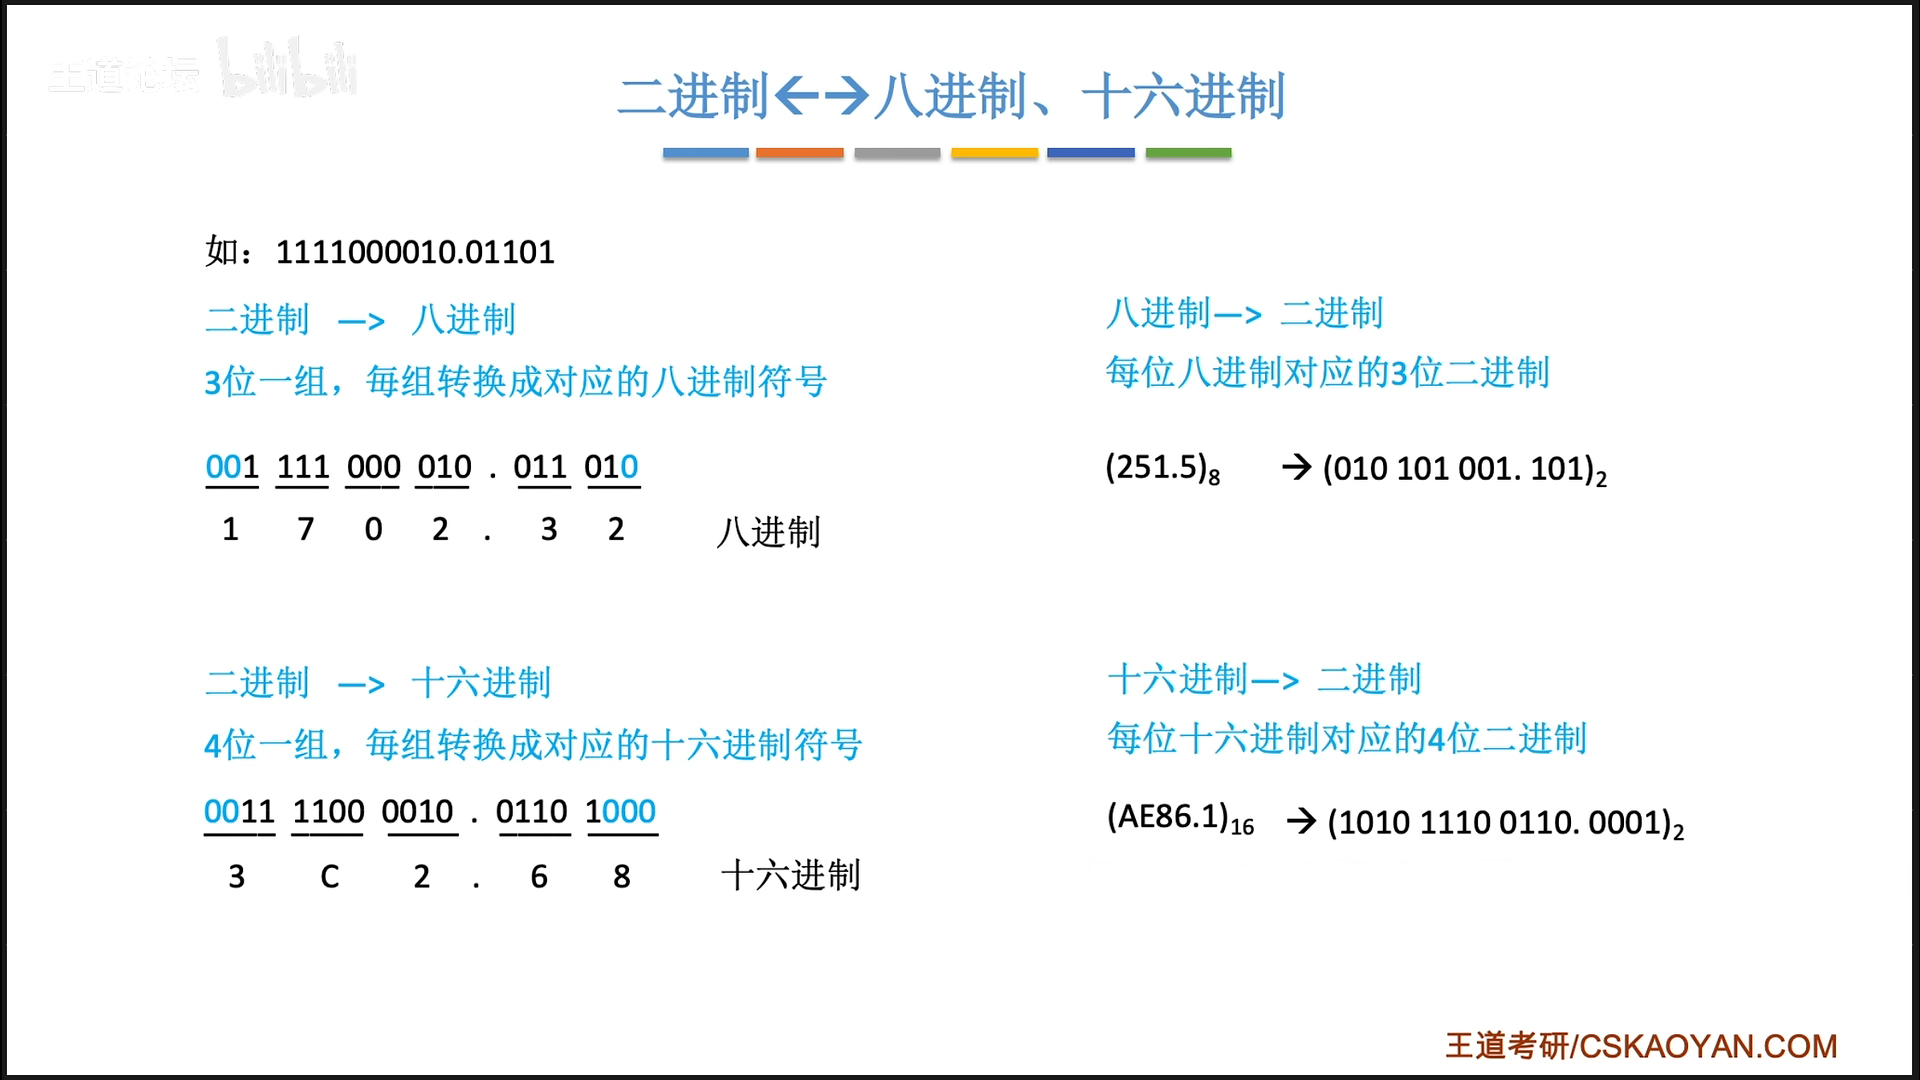 王道论坛 bilibili
二进制←→八进制、十六进制
如：1111000010.01101
二进制 —> 八进制
3位一组，每组转换成对应的八进制符号
001 111 000 010 . 011 010
1 7 0 2 . 3 2 八进制
二进制 —> 十六进制
4位一组，每组转换成对应的十六进制符号
0011 1100 0010 . 0110 1000
3 C 2 . 6 8 十六进制
八进制—> 二进制
每位八进制对应的3位二进制
(251.5)₈ → (010 101 001. 101)₂
十六进制—> 二进制
每位十六进制对应的4位二进制
(AE86.1)₁₆ → (1010 1110 0110. 0001)₂
王道考研/CSKAOYAN.COM